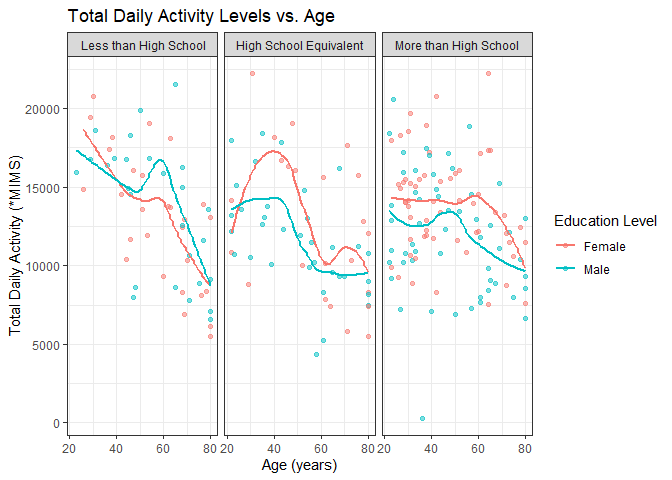 Total Daily Activity Levels vs. Age
Less than High School
High School Equivalent
More than High School
Total Daily Activity (*MIMS)
20000
15000
10000
5000
0
20 40 60 80
20 40 60 80
20 40 60 80
Age (years)
Education Level
Female
Male